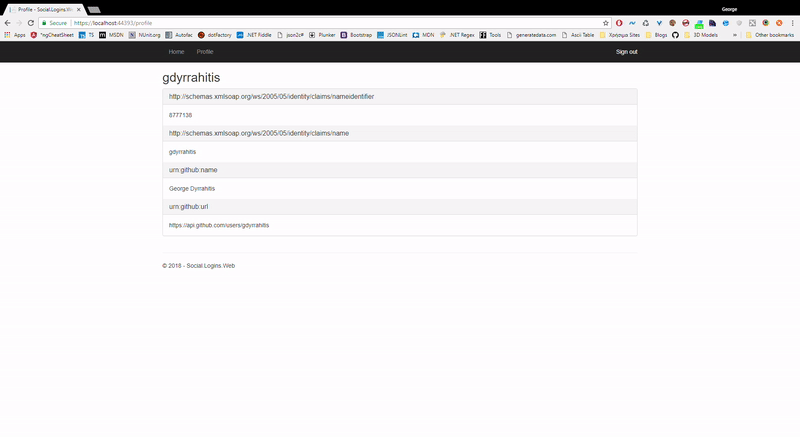 Profile - Social.Logins.We
George
Secure https://localhost:44393/profile
Apps *ngCheatSheet TS MSDN NUnit.org Autofac dotfactory .NET Fiddle json2c# Plunker Bootstrap JSONLint MDN .NET Regex Ff Tools generatedata.com Ascii Table Χρήσιμα Sites Blogs 3D Models » Other bookmarks
Home Profile Sign out
gdyrrahitis
http://schemas.xmlsoap.org/ws/2005/05/identity/claims/nameidentifier
8777138
http://schemas.xmlsoap.org/ws/2005/05/identity/claims/name
gdyrrahitis
urn:github:name
George Dyrrahitis
urn:github:url
https://api.github.com/users/gdyrrahitis
© 2018 - Social.Logins.Web